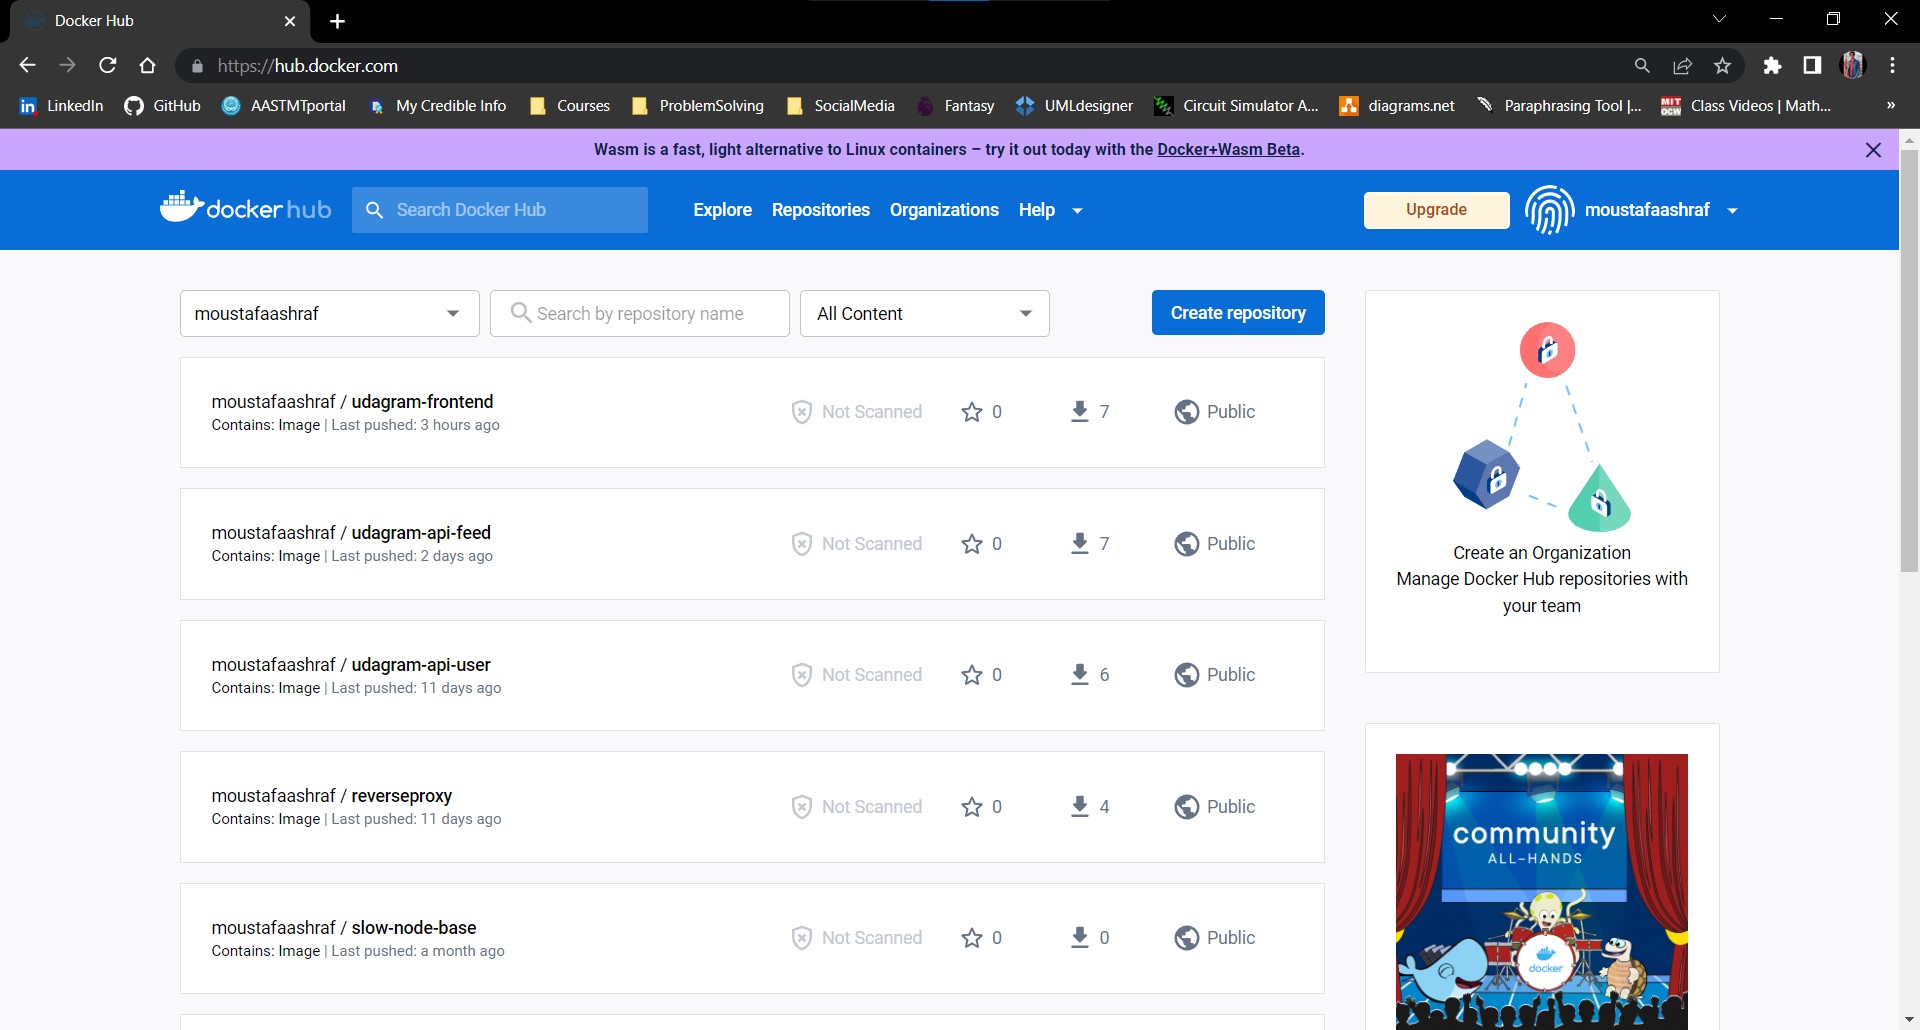 Docker Hub
https://hub.docker.com
LinkedIn GitHub AASTMTportal My Credible Info Courses ProblemSolving SocialMedia Fantasy UMLdesigner Circuit Simulator A... diagrams.net Paraphrasing Tool |... MIT OCW Class Videos | Math... »
Wasm is a fast, light alternative to Linux containers – try it out today with the Docker+Wasm Beta.
docker hub Search Docker Hub Explore Repositories Organizations Help Upgrade moustafaashraf
moustafaashraf Search by repository name All Content Create repository
moustafaashraf / udagram-frontend
Contains: Image | Last pushed: 3 hours ago
Not Scanned 0 7 Public
moustafaashraf / udagram-api-feed
Contains: Image | Last pushed: 2 days ago
Not Scanned 0 7 Public
moustafaashraf / udagram-api-user
Contains: Image | Last pushed: 11 days ago
Not Scanned 0 6 Public
moustafaashraf / reverseproxy
Contains: Image | Last pushed: 11 days ago
Not Scanned 0 4 Public
moustafaashraf / slow-node-base
Contains: Image | Last pushed: a month ago
Not Scanned 0 0 Public
Create an Organization
Manage Docker Hub repositories with
your team
community
ALL-HANDS
docker